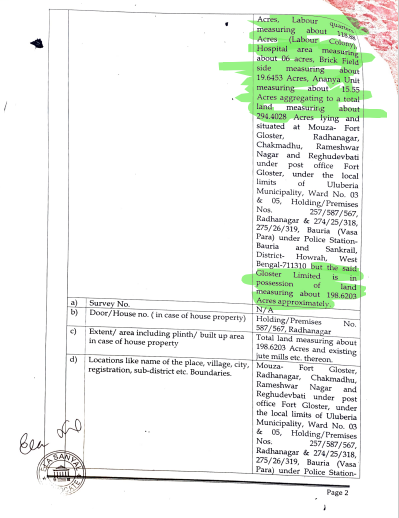 Acres, Labour quarters
measuring about 118.88
Acres (Labour Colony),
Hospital area measuring
about 06 acres, Brick Field
side measuring about
19.6453 Acres, Ananya Unit
measuring about 15.55
Acres aggregating to a total
land measuring about
294.4028 Acres lying and
situated at Mouza- Fort
Gloster, Radhanagar,
Chakmadhu, Rameshwar
Nagar and Reghudevbati
under post office Fort
Gloster, under the local
limits of Uluberia
Municipality, Ward No. 03
& 05, Holding/Premises
Nos. 257/587/567,
Radhanagar & 274/25/318,
275/26/319, Bauria (Vasa
Para) under Police Station-
Bauria and Sankrail,
District- Howrah, West
Bengal-711310 but the said
Gloster Limited is in
possession of land
measuring about 198.6203
Acres approximately.
a) Survey No. N/A
b) Door/House no. ( in case of house property) Holding/Premises No.
587/567, Radhanagar
c) Extent/ area including plinth/ built up area
in case of house property
Total land measuring about
198.6203 Acres and existing
jute mills etc. thereon.
d) Locations like name of the place, village, city,
registration, sub-district etc. Boundaries.
Mouza- Fort Gloster,
Radhanagar, Chakmadhu,
Rameswar Nagar and
Reghudevbati under post
office Fort Gloster, under
the local limits of Uluberia
Municipality, Ward No. 03
& 05, Holding/Premises
Nos. 257/587/567,
Radhanagar & 274/25/318,
275/26/319, Bauria (Vasa
Para) under Police Station-
Page 2